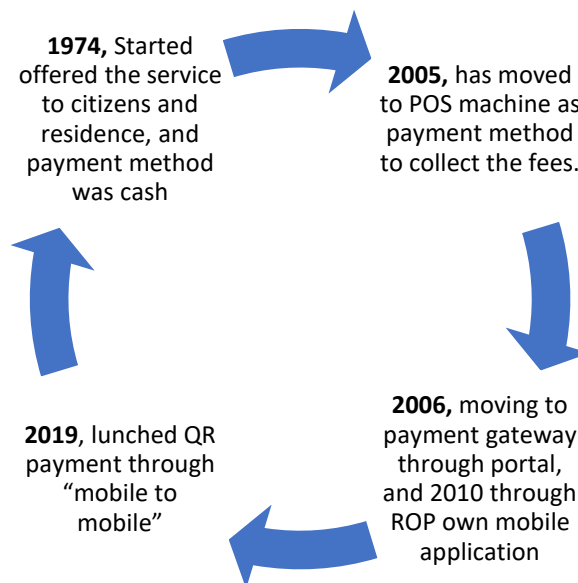 1974, Started
offered the service
to citizens and
residence, and
payment method
was cash
2005, has moved
to POS machine as
payment method
to collect the fees.
2006, moving to
payment gateway
through portal,
and 2010 through
ROP own mobile
application
2019, lunched QR
payment through
“mobile to
mobile”